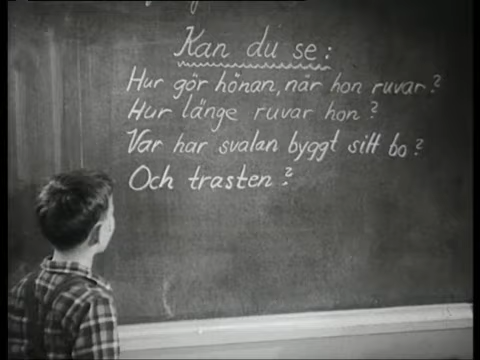 Kan du se:
Hur gör hönan, när hon ruvar?
Hur länge ruvar hon?
Var har svalan byggt sitt bo?
Och trasten?